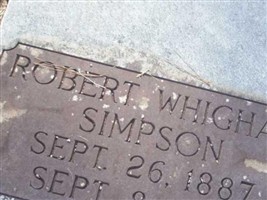 ROBERT WHIGHA
SIMPSON
SEPT. 26, 1887
SEPT.